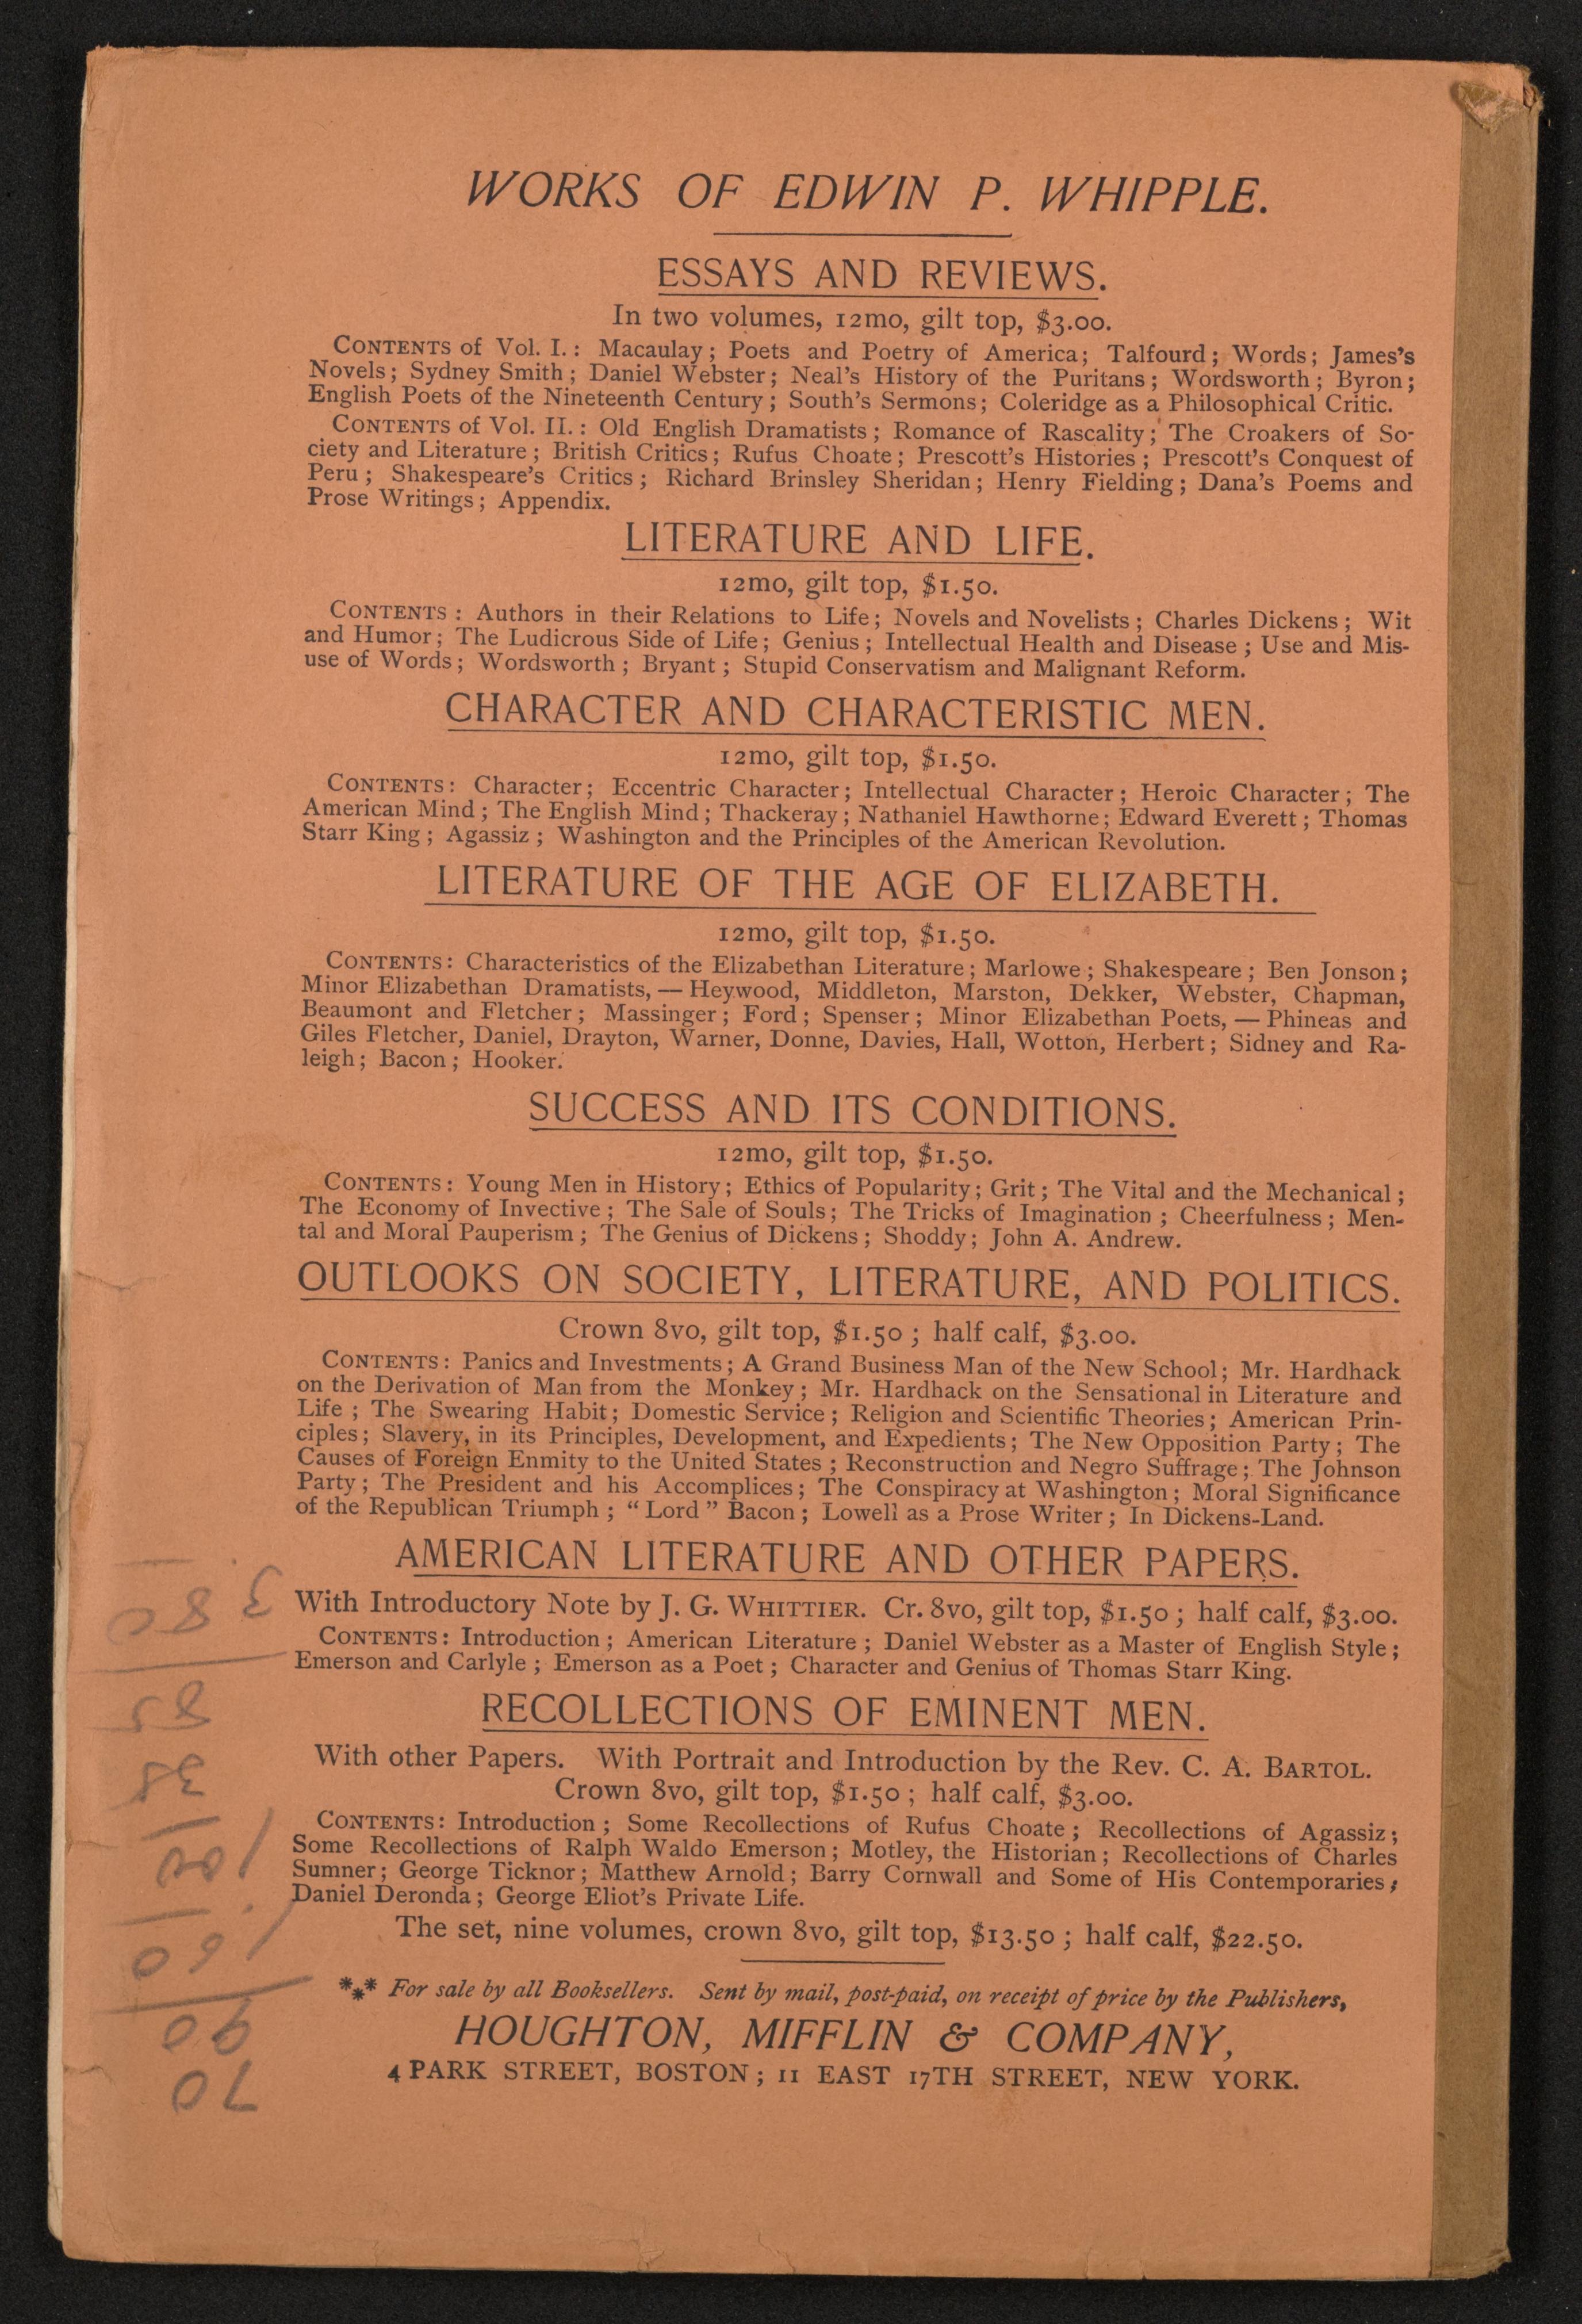 WORKS OF EDWIN P. WHIPPLE.
ESSAYS AND REVIEWS.
In two volumes, 12mo, gilt top, $3.00.
CONTENTS of Vol. I.: Macaulay; Poets and Poetry of America; Talfourd; Words; James's
Novels; Sydney Smith; Daniel Webster; Neal's History of the Puritans; Wordsworth; Byron;
English Poets of the Nineteenth Century; South's Sermons; Coleridge as a Philosophical Critic.
CONTENTS of Vol. II.: Old English Dramatists; Romance of Rascality; The Croakers of So-
ciety and Literature; British Critics; Rufus Choate; Prescott's Histories; Prescott's Conquest of
Peru; Shakespeare's Critics; Richard Brinsley Sheridan; Henry Fielding; Dana's Poems and
Prose Writings; Appendix.
LITERATURE AND LIFE.
12mo, gilt top, $1.50.
CONTENTS: Authors in their Relations to Life; Novels and Novelists; Charles Dickens; Wit
and Humor; The Ludicrous Side of Life; Genius; Intellectual Health and Disease; Use and Mis-
use of Words; Wordsworth; Bryant; Stupid Conservatism and Malignant Reform.
CHARACTER AND CHARACTERISTIC MEN.
12mo, gilt top, $1.50.
CONTENTS: Character; Eccentric Character; Intellectual Character; Heroic Character; The
American Mind; The English Mind; Thackeray; Nathaniel Hawthorne; Edward Everett; Thomas
Starr King; Agassiz; Washington and the Principles of the American Revolution.
LITERATURE OF THE AGE OF ELIZABETH.
12mo, gilt top, $1.50.
CONTENTS: Characteristics of the Elizabethan Literature; Marlowe; Shakespeare; Ben Jonson;
Minor Elizabethan Dramatists, — Heywood, Middleton, Marston, Dekker, Webster, Chapman,
Beaumont and Fletcher; Massinger; Ford; Spenser; Minor Elizabethan Poets, — Phineas and
Giles Fletcher, Daniel, Drayton, Warner, Donne, Davies, Hall, Wotton, Herbert; Sidney and Ra-
leigh; Bacon; Hooker.
SUCCESS AND ITS CONDITIONS.
12mo, gilt top, $1.50.
CONTENTS: Young Men in History; Ethics of Popularity; Grit; The Vital and the Mechanical;
The Economy of Invective; The Sale of Souls; The Tricks of Imagination; Cheerfulness; Men-
tal and Moral Pauperism; The Genius of Dickens; Shoddy; John A. Andrew.
OUTLOOKS ON SOCIETY, LITERATURE, AND POLITICS.
Crown 8vo, gilt top, $1.50; half calf, $3.00.
CONTENTS: Panics and Investments; A Grand Business Man of the New School; Mr. Hardhack
on the Derivation of Man from the Monkey; Mr. Hardhack on the Sensational in Literature and
Life; The Swearing Habit; Domestic Service; Religion and Scientific Theories; American Prin-
ciples; Slavery, in its Principles, Development, and Expedients; The New Opposition Party; The
Causes of Foreign Enmity to the United States; Reconstruction and Negro Suffrage; The Johnson
Party; The President and his Accomplices; The Conspiracy at Washington; Moral Significance
of the Republican Triumph; "Lord" Bacon; Lowell as a Prose Writer; In Dickens-Land.
AMERICAN LITERATURE AND OTHER PAPERS.
With Introductory Note by J. G. WHITTIER. Cr. 8vo, gilt top, $1.50; half calf, $3.00.
CONTENTS: Introduction; American Literature; Daniel Webster as a Master of English Style;
Emerson and Carlyle; Emerson as a Poet; Character and Genius of Thomas Starr King.
RECOLLECTIONS OF EMINENT MEN.
With other Papers. With Portrait and Introduction by the Rev. C. A. BARTOL.
Crown 8vo, gilt top, $1.50; half calf, $3.00.
CONTENTS: Introduction; Some Recollections of Rufus Choate; Recollections of Agassiz;
Some Recollections of Ralph Waldo Emerson; Motley, the Historian; Recollections of Charles
Sumner; George Ticknor; Matthew Arnold; Barry Cornwall and Some of His Contemporaries;
Daniel Deronda; George Eliot's Private Life.
The set, nine volumes, crown 8vo, gilt top, $13.50; half calf, $22.50.
*** For sale by all Booksellers. Sent by mail, post-paid, on receipt of price by the Publishers,
HOUGHTON, MIFFLIN & COMPANY,
4 PARK STREET, BOSTON; 11 EAST 17TH STREET, NEW YORK.
70
90
1.60
1.00
35
85
3.80